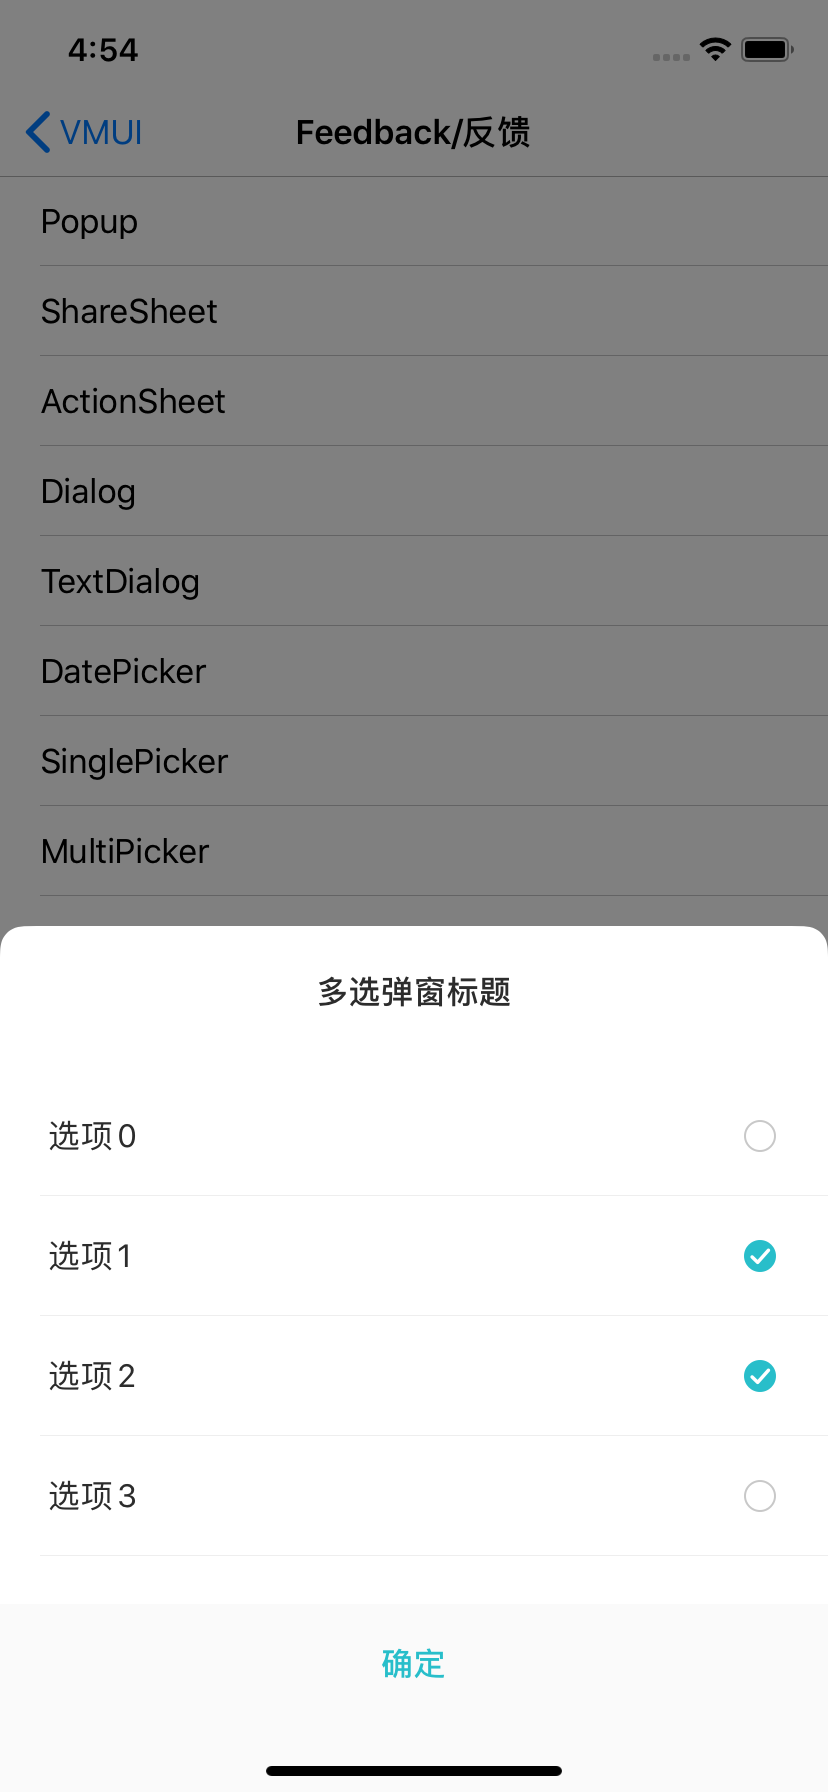 4:54
VMUI
Feedback/反馈
Popup
ShareSheet
ActionSheet
Dialog
TextDialog
DatePicker
SinglePicker
MultiPicker
多选弹窗标题
选项0
选项1
选项2
选项3
确定